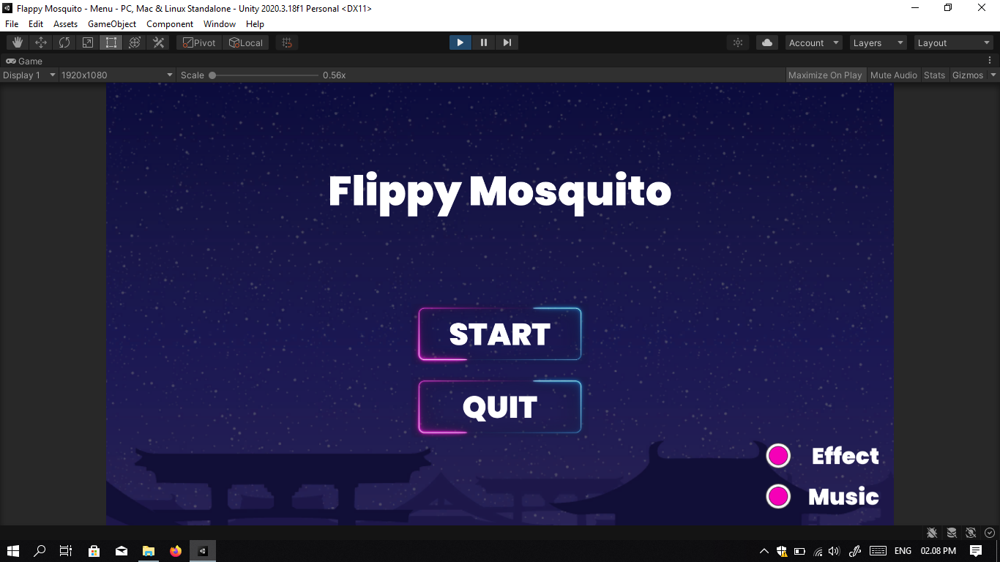 Flappy Mosquito - Menu - PC, Mac & Linux Standalone - Unity 2020.3.18f1 Personal <DX11>
File Edit Assets GameObject Component Window Help
Pivot Local Account Layers Layout
Game
Display 1 1920x1080 Scale 0.56x Maximize On Play Mute Audio Stats Gizmos
Flippy Mosquito
START
QUIT
Effect
Music
ENG 02.08 PM